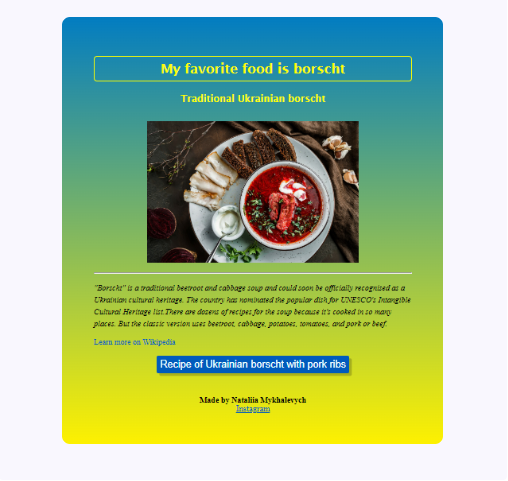 My favorite food is borscht
Traditional Ukrainian borscht
"Borscht" is a traditional beetroot and cabbage soup and could soon be officially recognised as a
Ukrainian cultural heritage. The country has nominated the popular dish for UNESCO's Intangible
Cultural Heritage list.There are dozens of recipes for the soup because it's cooked in so many
places. But the classic version uses beetroot, cabbage, potatoes, tomatoes, and pork or beef.
Learn more on Wikipedia
Recipe of Ukrainian borscht with pork ribs
Made by Nataliia Mykhalevych
Instagram